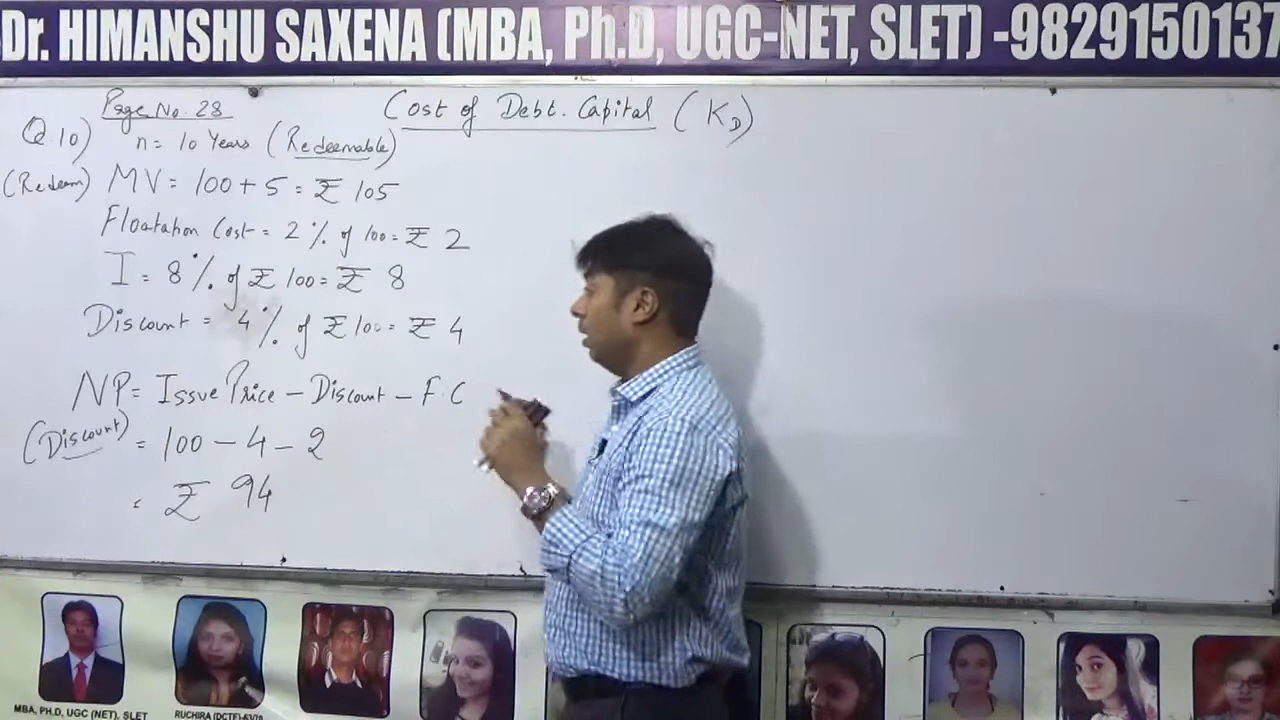 Dr. HIMANSHU SAXENA (MBA, Ph.D, UGC-NET, SLET) -9829150137
Page No. 28
Cost of Debt. Capital (KD)
Q.10) n = 10 Years (Redeemable)
(Redeem) MV = 100 + 5 = ₹ 105
Floatation Cost = 2 % of 100 = ₹ 2
I = 8 % of ₹ 100 = ₹ 8
Discount = 4 % of ₹ 100 = ₹ 4
NP = Issue Price - Discount - F.C
(Discount) = 100 - 4 - 2
= ₹ 94
MBA, PH.D, UGC (NET), SLET
RUCHIRA